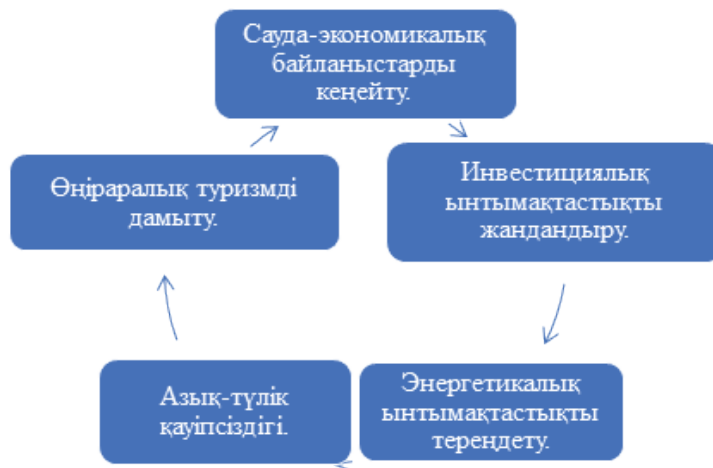 Сауда-экономикалық
байланыстарды
кеңейту.
Инвестициялық
ынтымақтастықты
жандандыру.
Энергетикалық
ынтымақтастықты
тереңдету.
Азық-түлік
қауіпсіздігі.
Өңіраралық туризмді
дамыту.